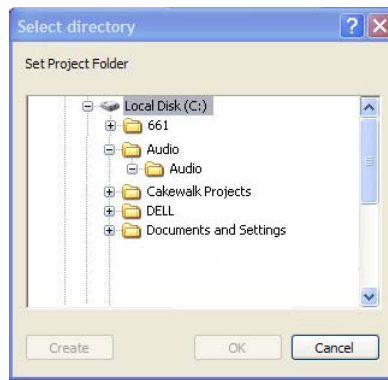 Select directory
Set Project Folder
Local Disk (C:)
661
Audio
Audio
Cakewalk Projects
DELL
Documents and Settings
Create OK Cancel